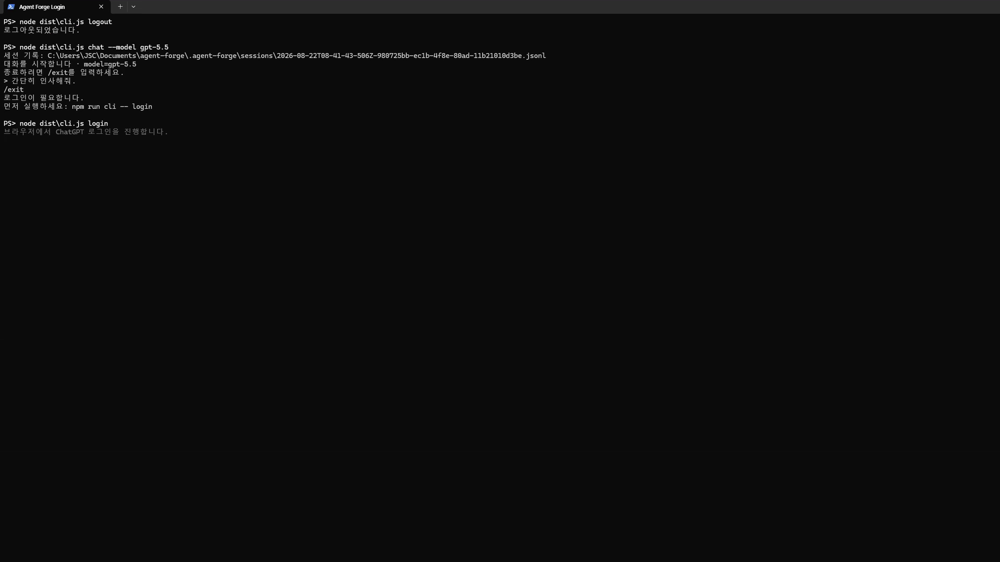 Agent Forge Login
PS> node dist\cli.js logout
로그아웃되었습니다.
PS> node dist\cli.js chat --model gpt-5.5
세션 기록: C:\Users\JSC\Documents\agent-forge\.agent-forge\sessions\2026-08-22T08-41-43-506Z-980725bb-ec1b-4f8e-80ad-11b21010d3be.jsonl
대화를 시작합니다 · model=gpt-5.5
종료하려면 /exit를 입력하세요.
> 간단히 인사해줘.
/exit
로그인이 필요합니다.
먼저 실행하세요: npm run cli -- login
PS> node dist\cli.js login
브라우저에서 ChatGPT 로그인을 진행합니다.